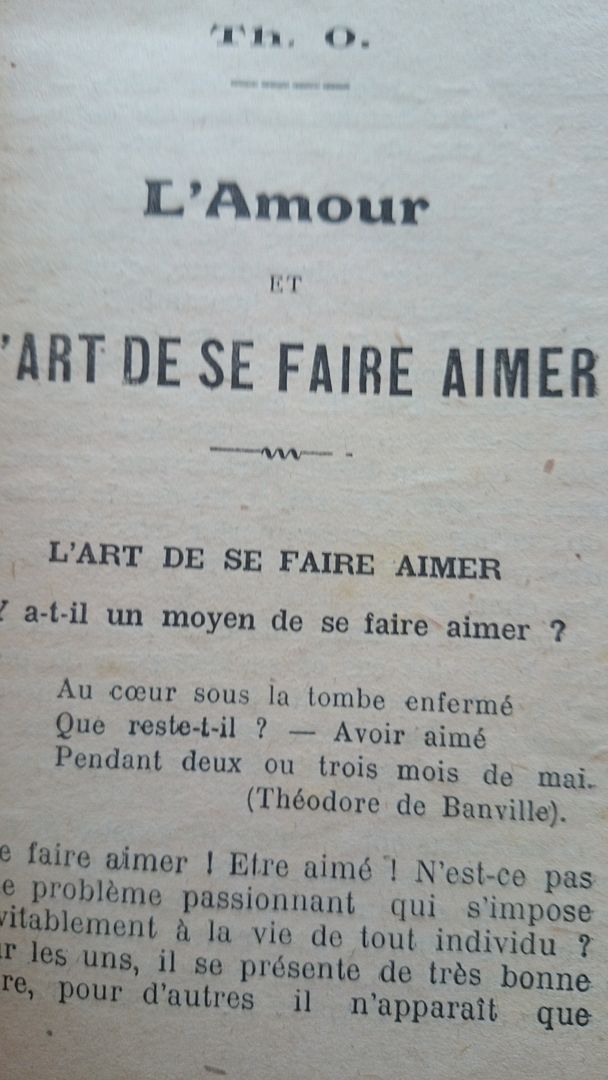 Th. O.
L'Amour
ET
'ART DE SE FAIRE AIMER
L'ART DE SE FAIRE AIMER
Y a-t-il un moyen de se faire aimer ?
Au cœur sous la tombe enfermé
Que reste-t-il ? — Avoir aimé
Pendant deux ou trois mois de mai.
(Théodore de Banville).
e faire aimer ! Etre aimé ! N'est-ce pas
e problème passionnant qui s'impose
vitablement à la vie de tout individu ?
ur les uns, il se présente de très bonne
re, pour d'autres il n'apparaît que